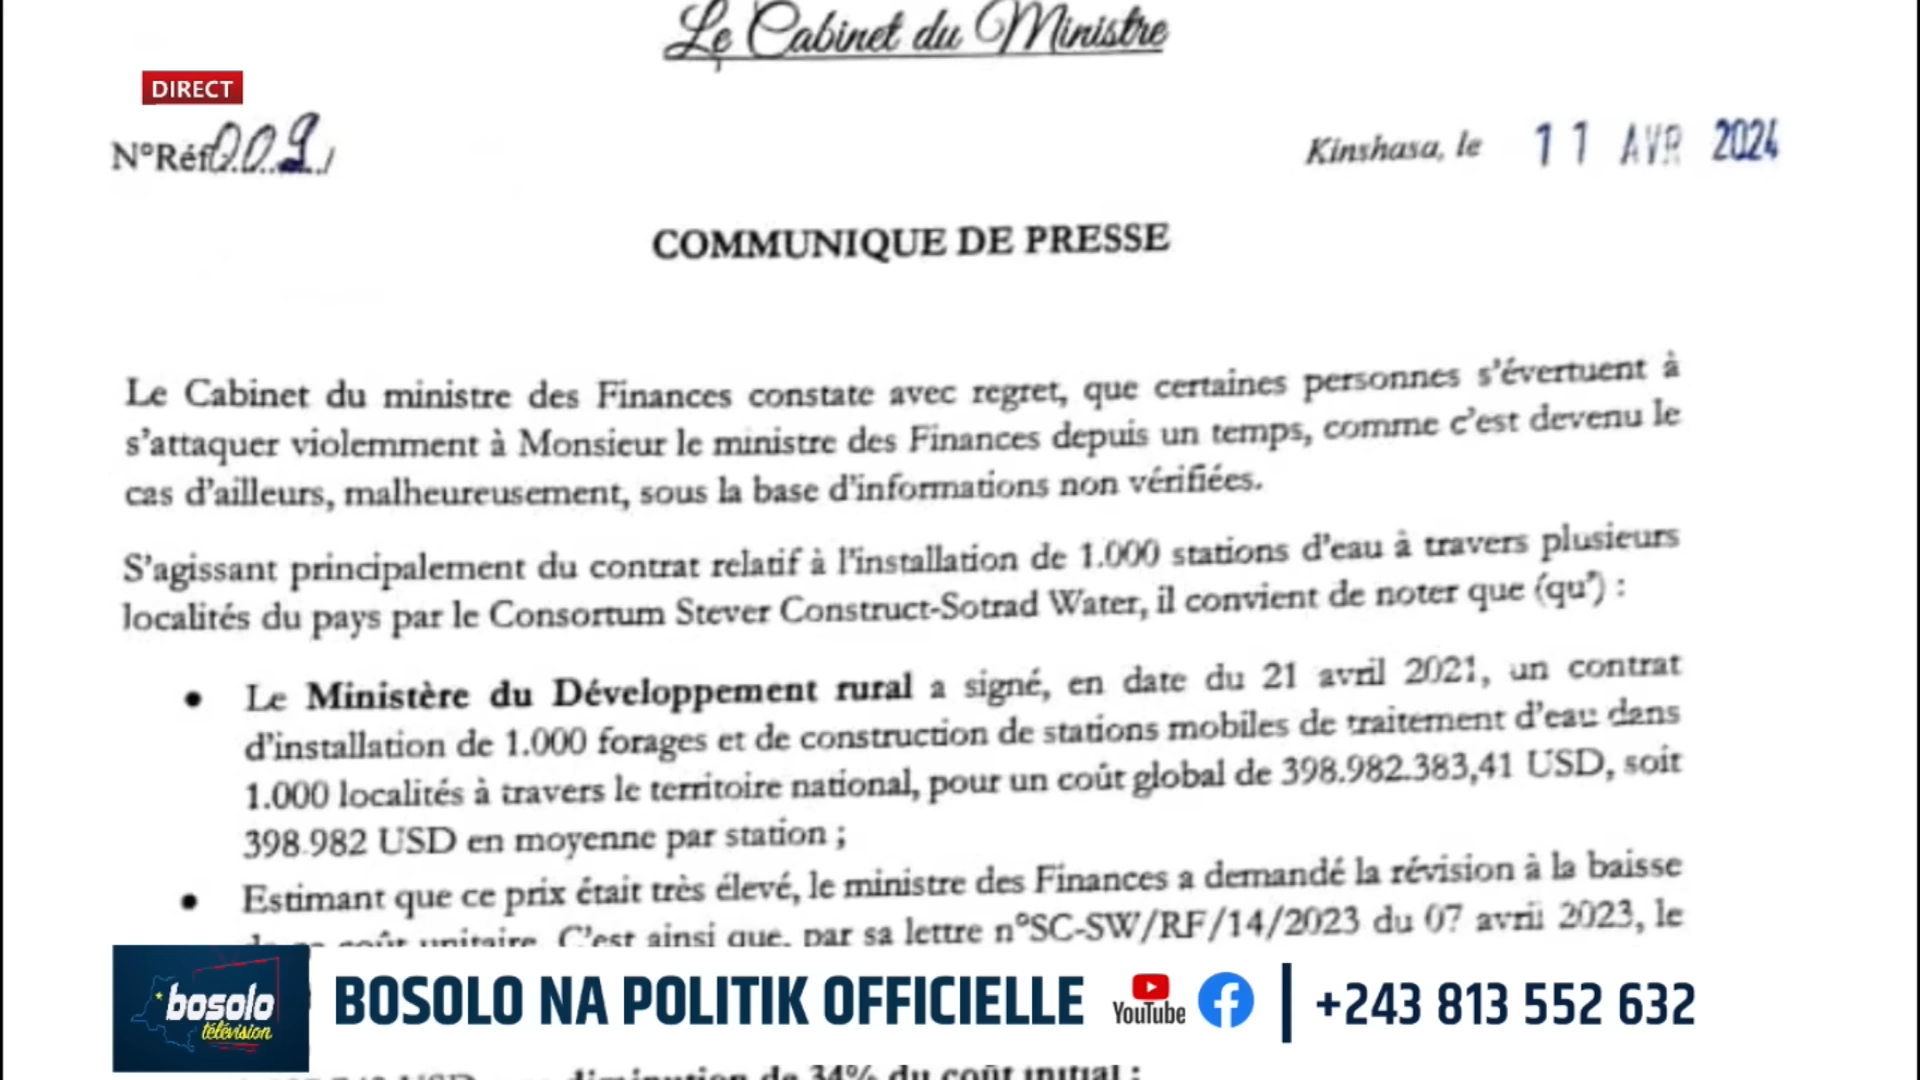 Le Cabinet du Ministre
DIRECT
N°Réf 009/
Kinshasa, le 11 AVR 2024
COMMUNIQUE DE PRESSE
Le Cabinet du ministre des Finances constate avec regret, que certaines personnes s'évertuent à
s'attaquer violemment à Monsieur le ministre des Finances depuis un temps, comme c'est devenu le
cas d'ailleurs, malheureusement, sous la base d'informations non vérifiées.
S'agissant principalement du contrat relatif à l'installation de 1.000 stations d'eau à travers plusieurs
localités du pays par le Consortum Stever Construct-Sotrad Water, il convient de noter que (qu') :
• Le Ministère du Développement rural a signé, en date du 21 avril 2021, un contrat
d'installation de 1.000 forages et de construction de stations mobiles de traitement d'eau dans
1.000 localités à travers le territoire national, pour un coût global de 398.982.383,41 USD, soit
398.982 USD en moyenne par station ;
• Estimant que ce prix était très élevé, le ministre des Finances a demandé la révision à la baisse
coût unitaire. C'est ainsi que, par sa lettre n°SC-SW/RF/14/2023 du 07 avril 2023, le
bosolo
télévision
BOSOLO NA POLITIK OFFICIELLE
YouTube
+243 813 552 632
USD diminution de 34% du coût initial ;